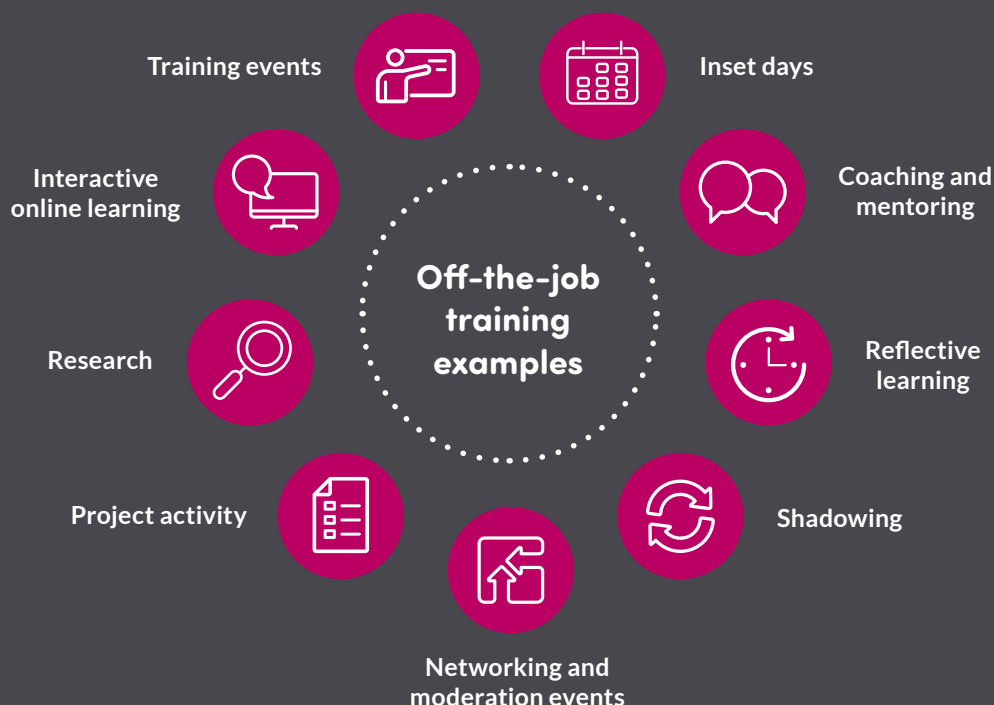 Training events
Inset days
Interactive
online learning
Coaching and
mentoring
Off-the-job
training
examples
Research
Reflective
learning
Project activity
Shadowing
Networking and
moderation events